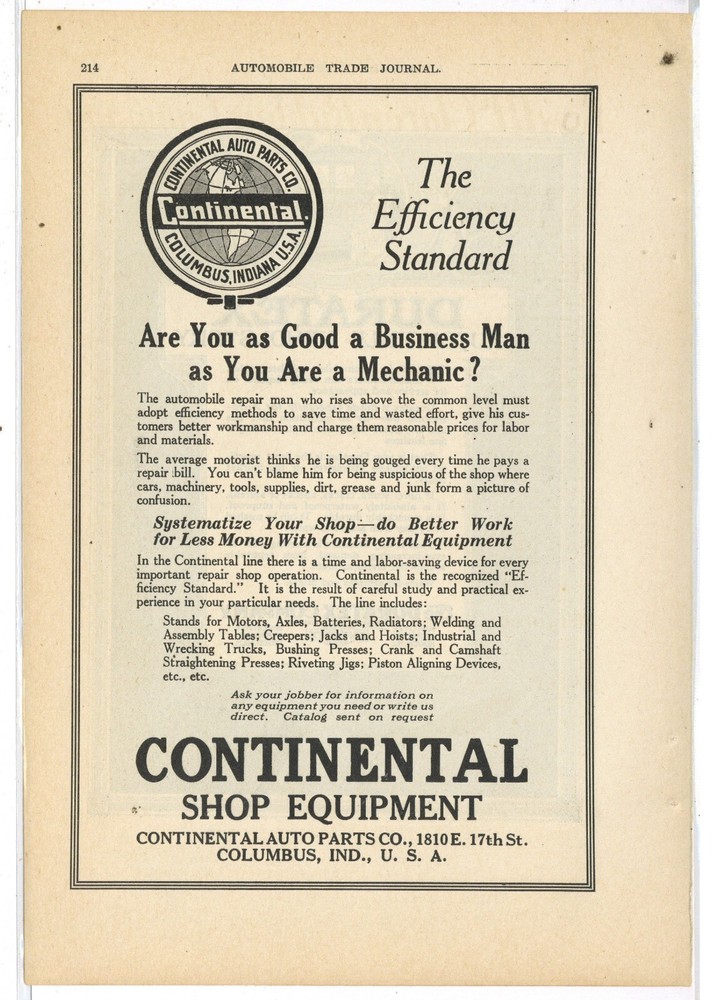 214
AUTOMOBILE TRADE JOURNAL.
CONTINENTAL AUTO PARTS CO.
Continental.
COLUMBUS, INDIANA U.S.A.
The
Efficiency
Standard
Are You as Good a Business Man
as You Are a Mechanic?
The automobile repair man who rises above the common level must
adopt efficiency methods to save time and wasted effort, give his cus-
tomers better workmanship and charge them reasonable prices for labor
and materials.
The average motorist thinks he is being gouged every time he pays a
repair bill. You can't blame him for being suspicious of the shop where
cars, machinery, tools, supplies, dirt, grease and junk form a picture of
confusion.
Systematize Your Shop—do Better Work
for Less Money With Continental Equipment
In the Continental line there is a time and labor-saving device for every
important repair shop operation. Continental is the recognized "Ef-
ficiency Standard." It is the result of careful study and practical ex-
perience in your particular needs. The line includes:
Stands for Motors, Axles, Batteries, Radiators; Welding and
Assembly Tables; Creepers; Jacks and Hoists; Industrial and
Wrecking Trucks, Bushing Presses; Crank and Camshaft
Straightening Presses; Riveting Jigs; Piston Aligning Devices,
etc., etc.
Ask your jobber for information on
any equipment you need or write us
direct. Catalog sent on request
CONTINENTAL
SHOP EQUIPMENT
CONTINENTAL AUTO PARTS CO., 1810 E. 17th St.
COLUMBUS, IND., U. S. A.